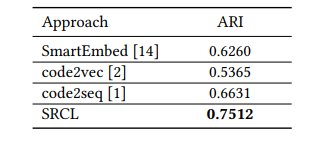 Approach ARI
SmartEmbed [14] 0.6260
code2vec [2] 0.5365
code2seq [1] 0.6631
SRCL 0.7512